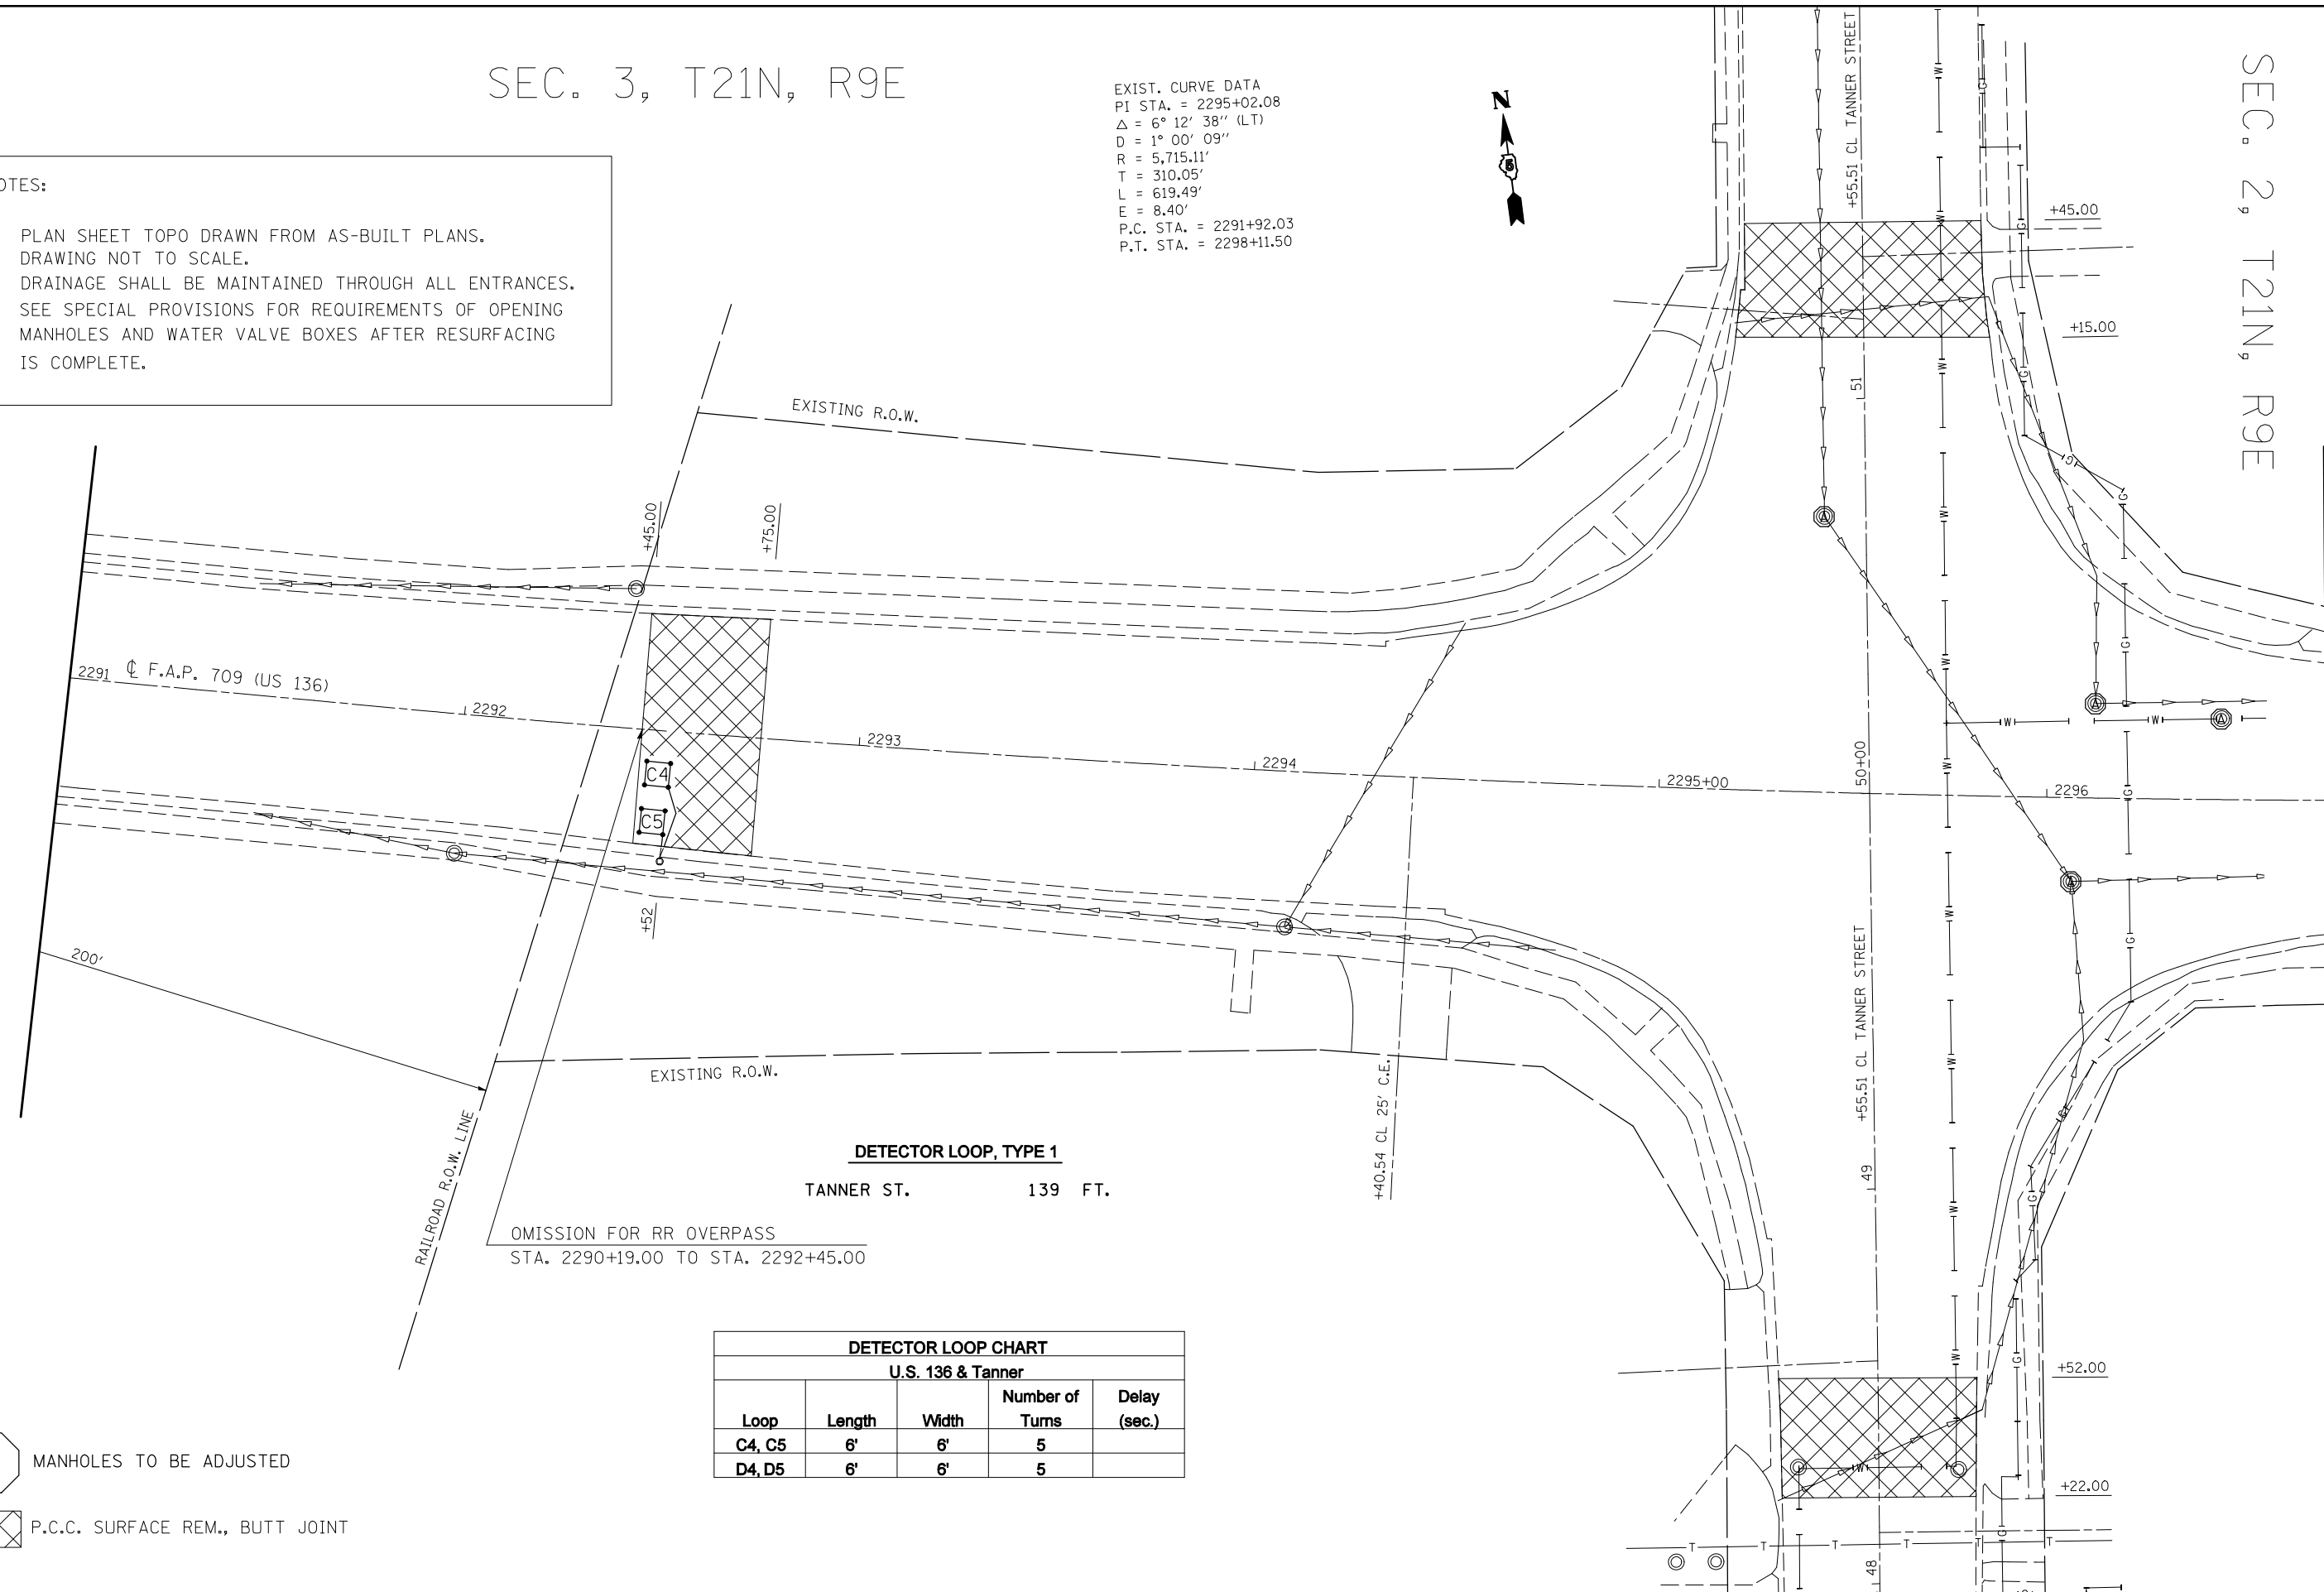 SEC. 3, T21N, R9E
EXIST. CURVE DATA
PI STA. = 2295+02.08
Δ = 6° 12' 38'' (LT)
D = 1° 00' 09''
R = 5,715.11'
T = 310.05'
L = 619.49'
E = 8.40'
P.C. STA. = 2291+92.03
P.T. STA. = 2298+11.50
N
5
SEC. 2, T21N, R9E
OTES:
PLAN SHEET TOPO DRAWN FROM AS-BUILT PLANS.
DRAWING NOT TO SCALE.
DRAINAGE SHALL BE MAINTAINED THROUGH ALL ENTRANCES.
SEE SPECIAL PROVISIONS FOR REQUIREMENTS OF OPENING
MANHOLES AND WATER VALVE BOXES AFTER RESURFACING
IS COMPLETE.
+55.51 CL TANNER STREET
+45.00
+15.00
51
EXISTING R.O.W.
+45.00
+75.00
2291
℄ F.A.P. 709 (US 136)
2292
2293
2294
2295+00
2296
50+00
C4
C5
+52
200'
EXISTING R.O.W.
RAILROAD R.O.W. LINE
+40.54 CL 25' C.E.
+55.51 CL TANNER STREET
49
DETECTOR LOOP, TYPE 1
TANNER ST. 139 FT.
OMISSION FOR RR OVERPASS
STA. 2290+19.00 TO STA. 2292+45.00
DETECTOR LOOP CHART
U.S. 136 & Tanner
Loop Length Width Number of Turns Delay (sec.)
C4, C5 6' 6' 5
D4, D5 6' 6' 5
+52.00
+22.00
48
MANHOLES TO BE ADJUSTED
P.C.C. SURFACE REM., BUTT JOINT